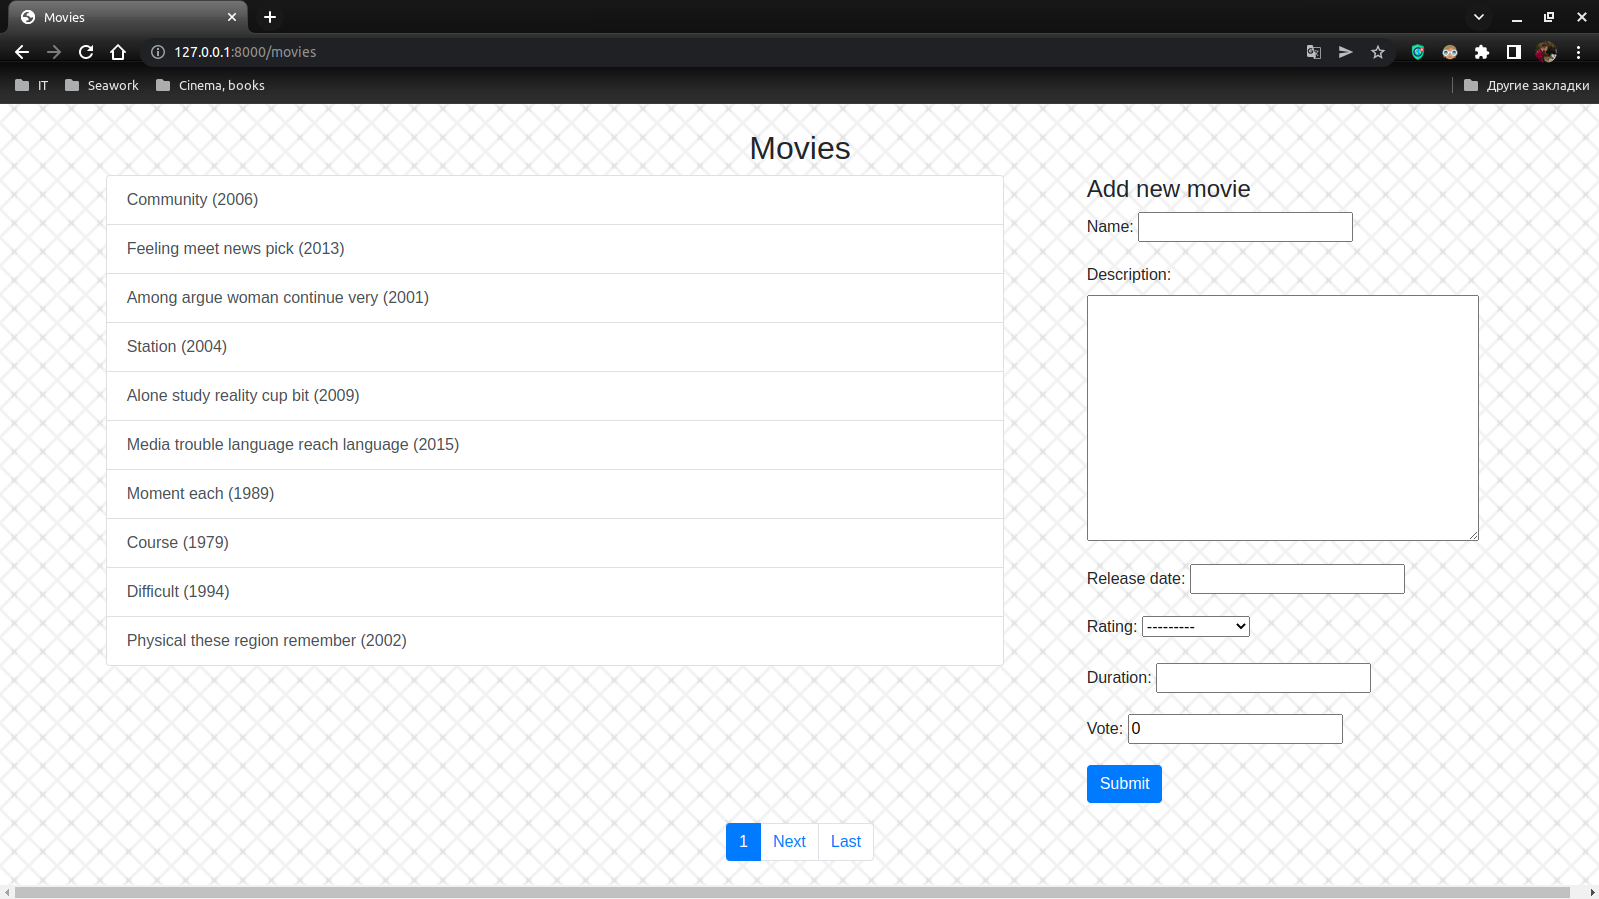 Movies
127.0.0.1:8000/movies
IT Seawork Cinema, books Другие закладки
Movies
Community (2006)
Feeling meet news pick (2013)
Among argue woman continue very (2001)
Station (2004)
Alone study reality cup bit (2009)
Media trouble language reach language (2015)
Moment each (1989)
Course (1979)
Difficult (1994)
Physical these region remember (2002)
Add new movie
Name:
Description:
Release date:
Rating: ---------
Duration:
Vote: 0
Submit
1 Next Last